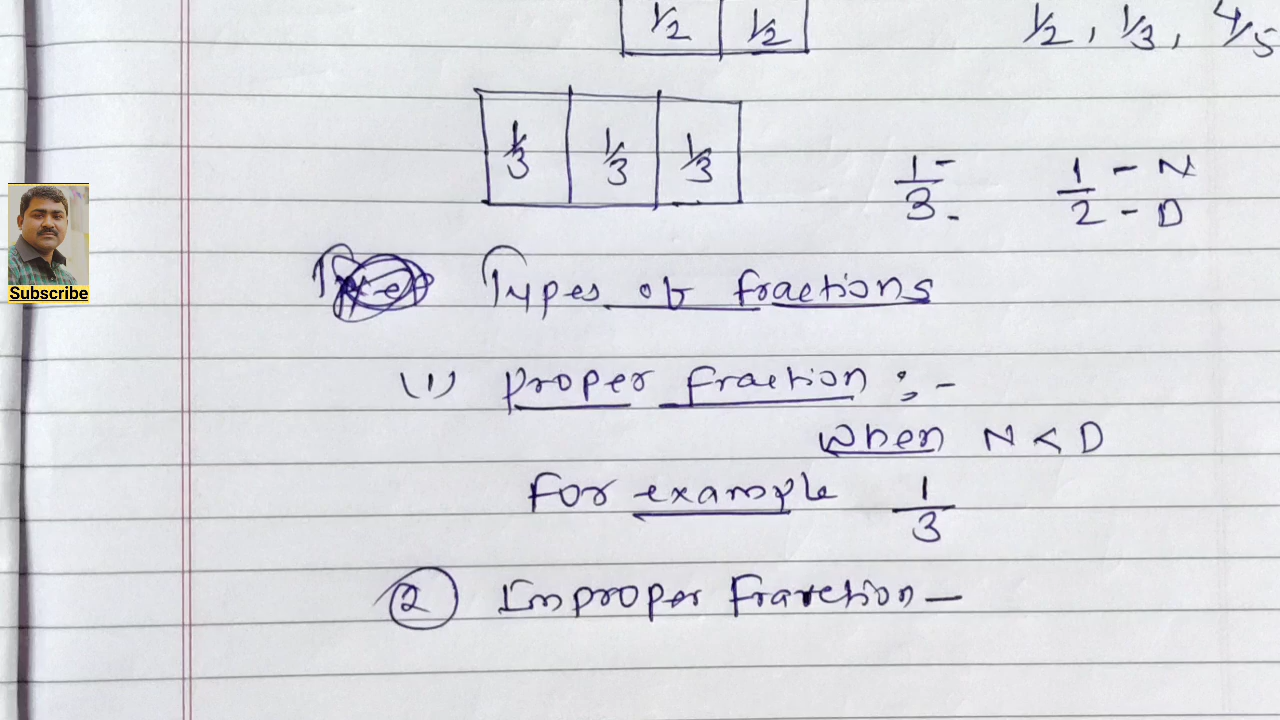 1/2 1/2
1/2, 1/3, 4/5
1/3 1/3 1/3
1/3 - 1/2 - N
- D
Types of fractions
(1) Proper fraction :-
when N < D
For example 1/3
(2) Improper Fraretion —
Subscribe